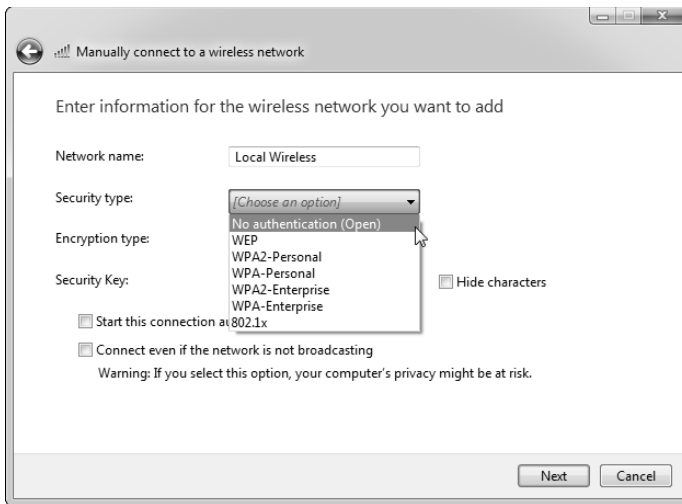 Manually connect to a wireless network
Enter information for the wireless network you want to add
Network name:
Local Wireless
Security type:
[Choose an option]
No authentication (Open)
Encryption type:
WEP
WPA2-Personal
WPA-Personal
Security Key:
Hide characters
WPA2-Enterprise
WPA-Enterprise
Start this connection au
802.1x
Connect even if the network is not broadcasting
Warning: If you select this option, your computer's privacy might be at risk.
Next
Cancel